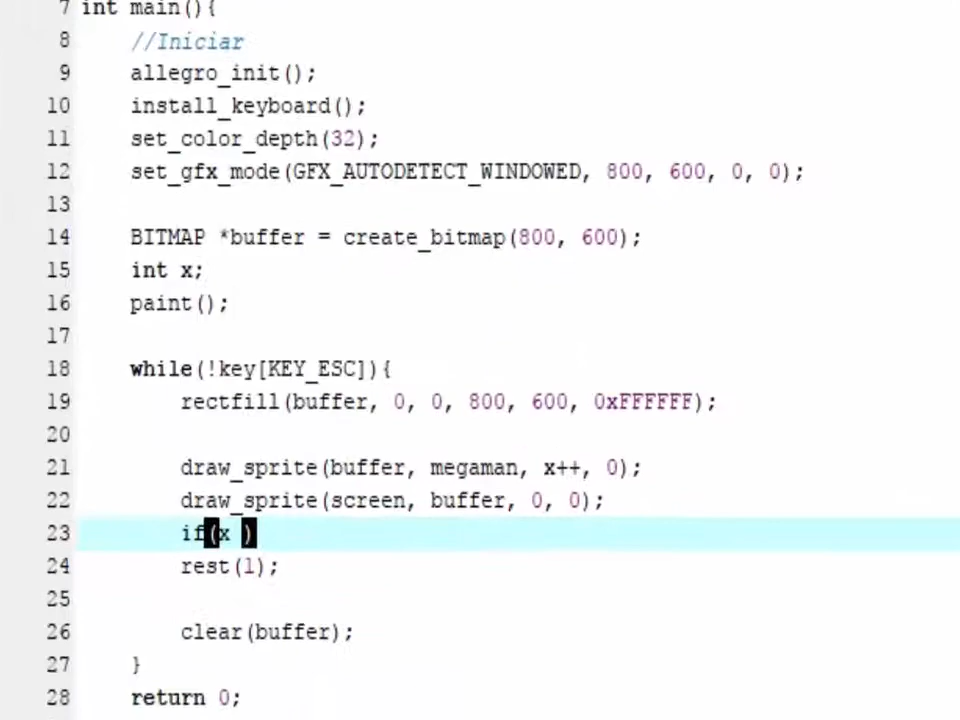 7 int main(){
8 //Iniciar
9 allegro_init();
10 install_keyboard();
11 set_color_depth(32);
12 set_gfx_mode(GFX_AUTODETECT_WINDOWED, 800, 600, 0, 0);
13
14 BITMAP *buffer = create_bitmap(800, 600);
15 int x;
16 paint();
17
18 while(!key[KEY_ESC]){
19 rectfill(buffer, 0, 0, 800, 600, 0xFFFFFF);
20
21 draw_sprite(buffer, megaman, x++, 0);
22 draw_sprite(screen, buffer, 0, 0);
23 if(x )
24 rest(1);
25
26 clear(buffer);
27 }
28 return 0;